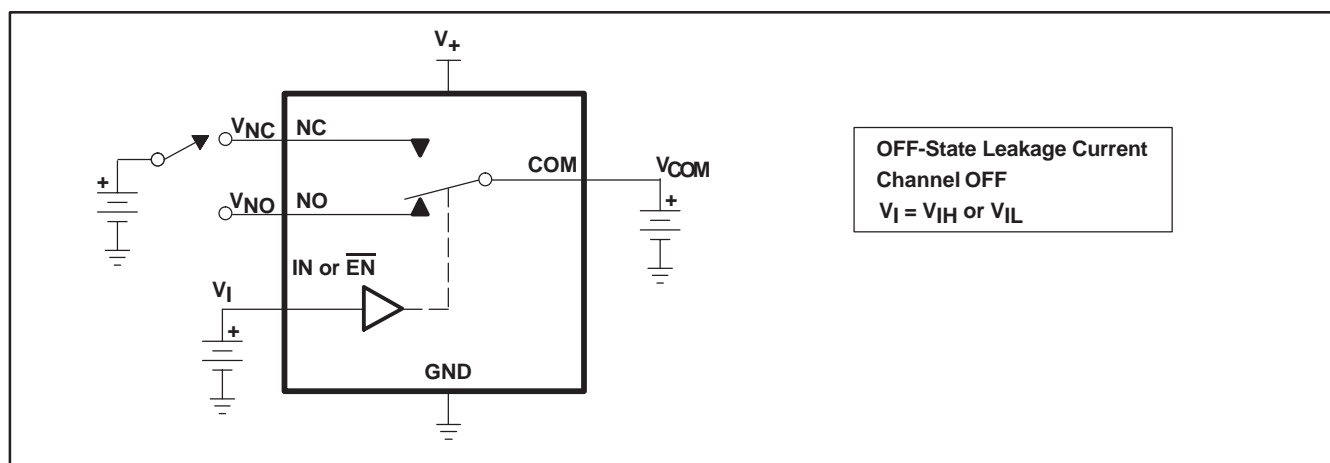 V+
VNC NC
COM VCOM
+
VNO NO
+
IN or EN
VI
+
GND
OFF-State Leakage Current
Channel OFF
VI = VIH or VIL